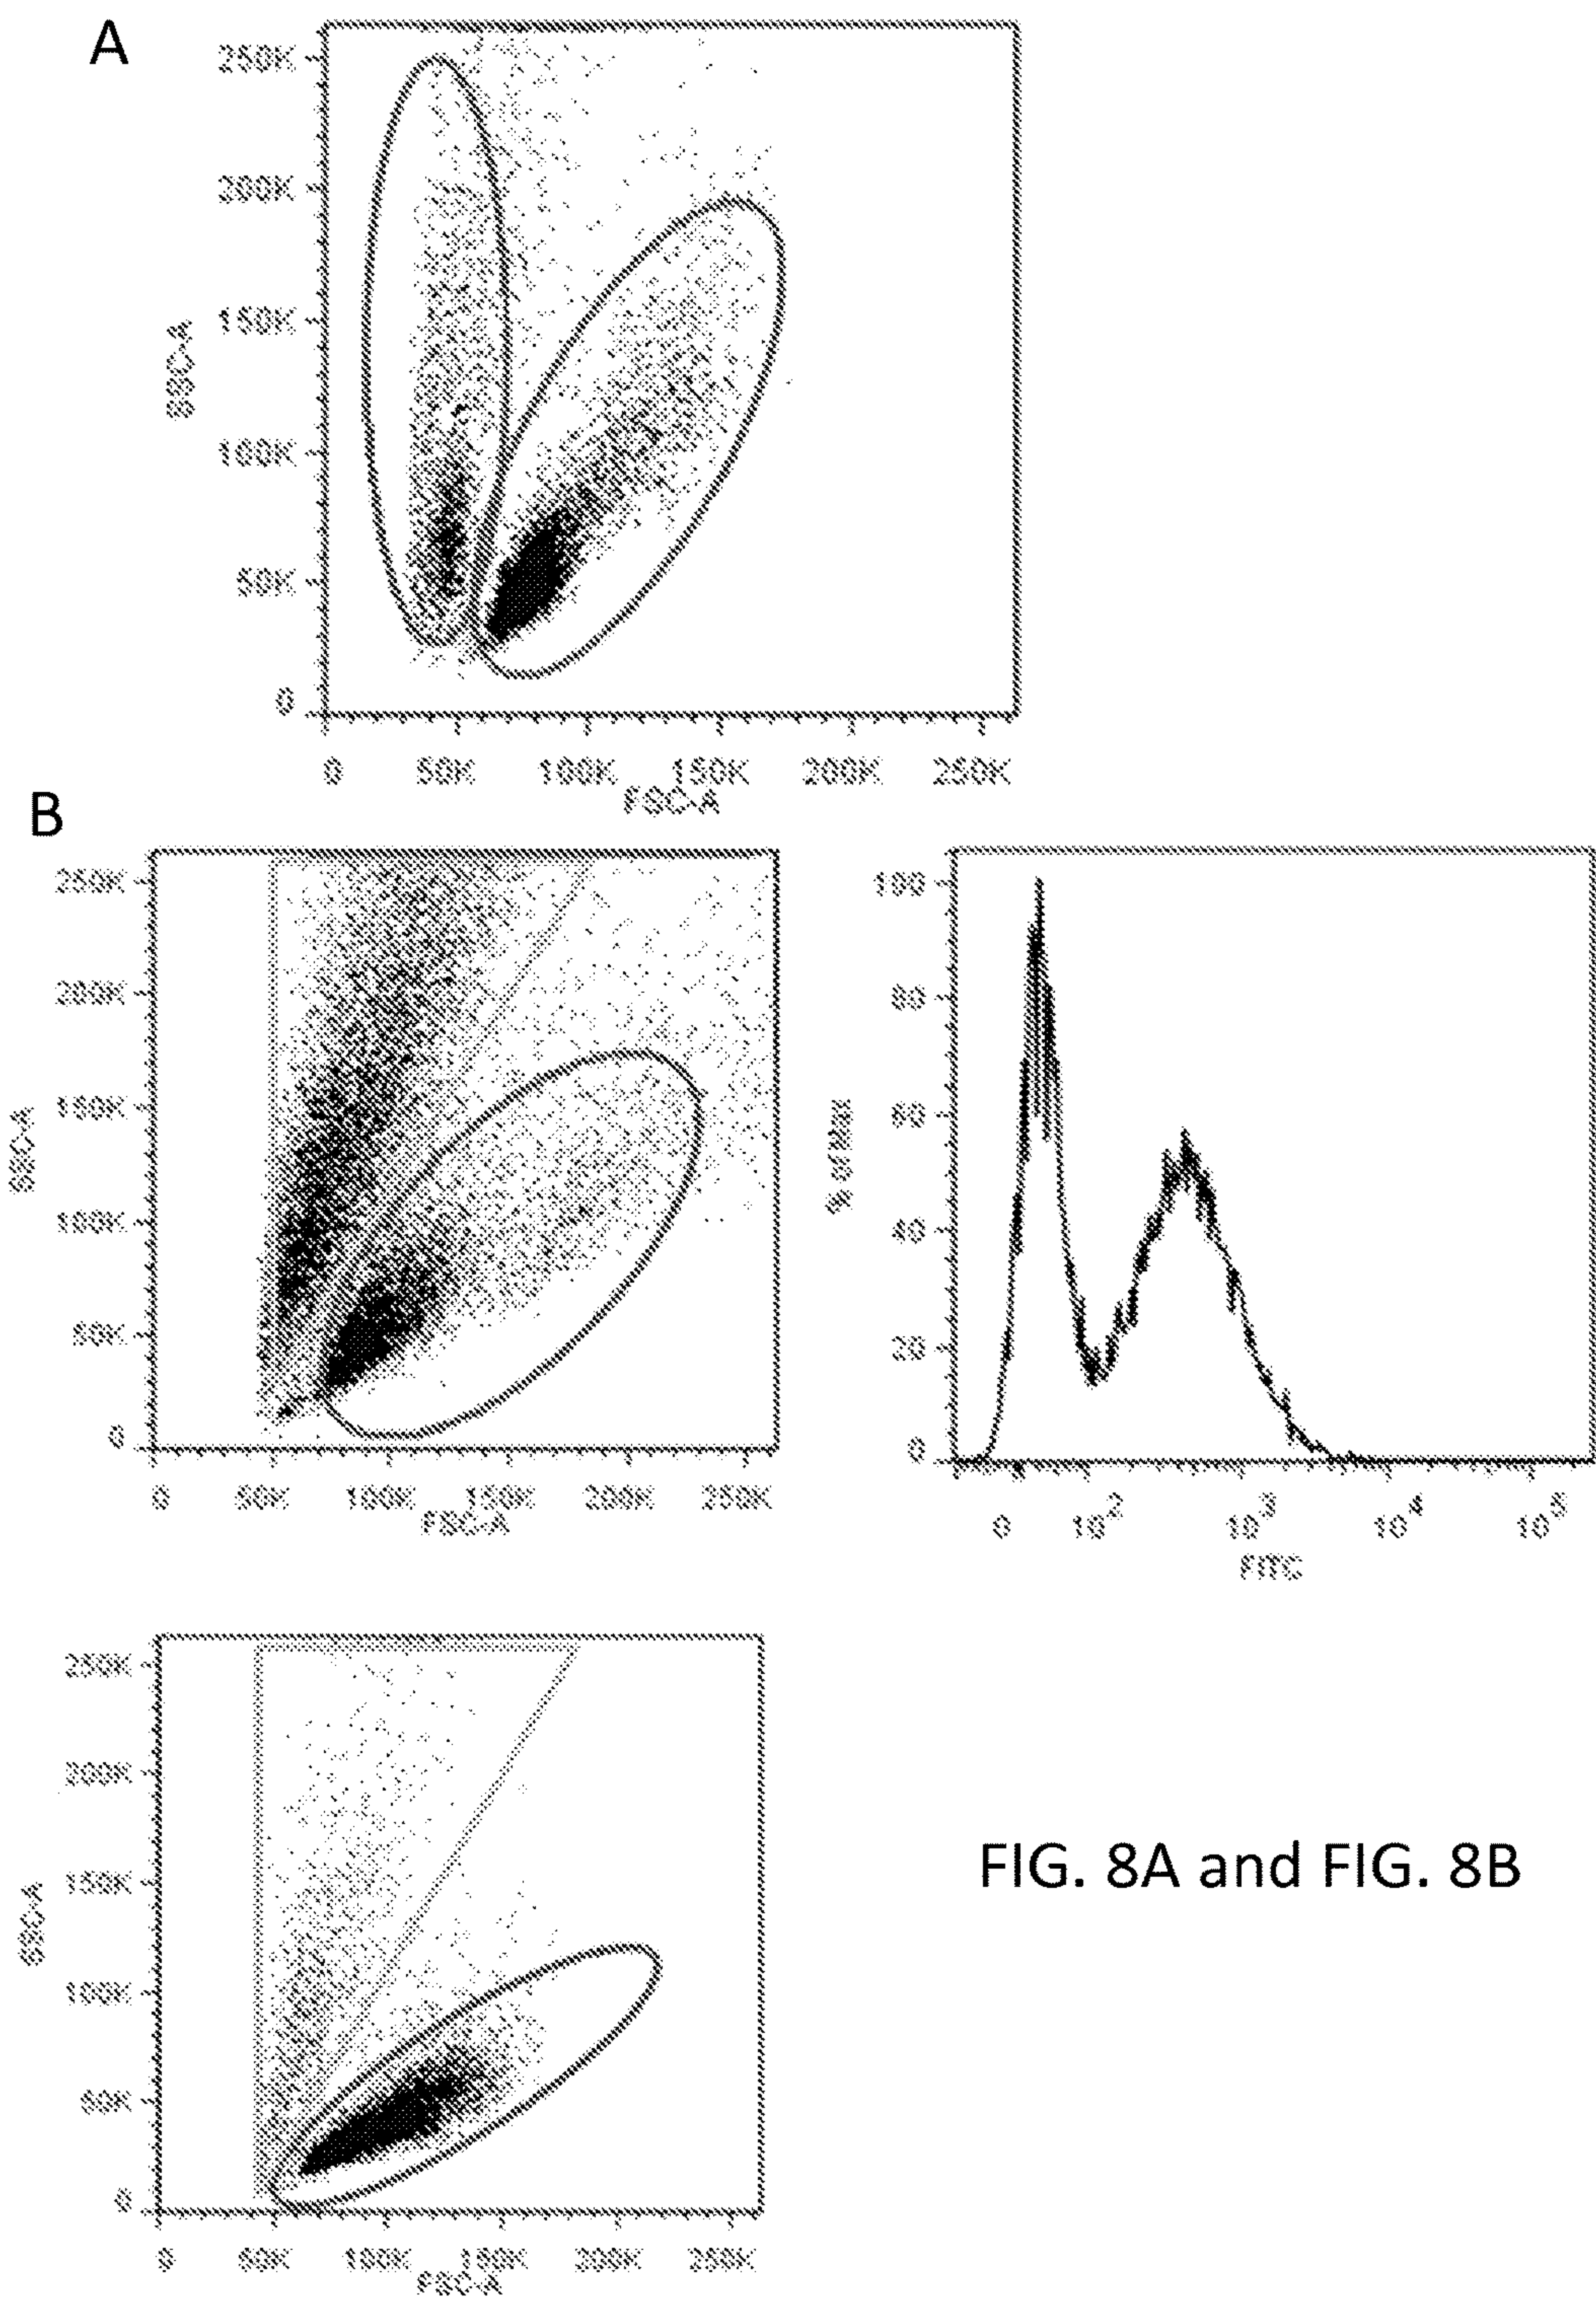 A
250K
200K
150K
100K
50K
0
SSC-A
0 50K 100K 150K 200K 250K
FSC-A
B
250K
200K
150K
100K
50K
0
SSC-A
0 50K 100K 150K 200K 250K
FSC-A
100
80
60
40
20
0
% of Max
0 10^2 10^3 10^4 10^5
FITC
250K
200K
150K
100K
50K
0
SSC-A
0 50K 100K 150K 200K 250K
FSC-A
FIG. 8A and FIG. 8B